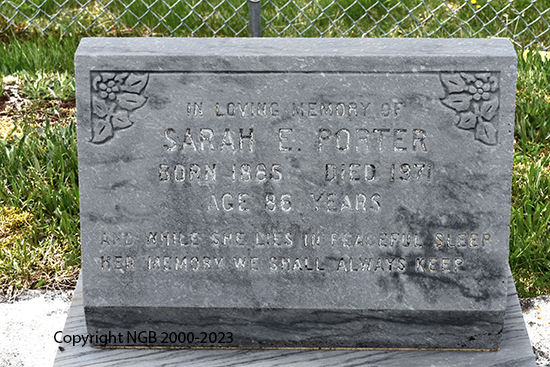 IN LOVING MEMORY OF
SARAH E. PORTER
BORN 1885 DIED 1971
AGE 86 YEARS
AND WHILE SHE LIES IN PEACEFUL SLEEP
HER MEMORY WE SHALL ALWAYS KEEP
Copyright NGB 2000-2023